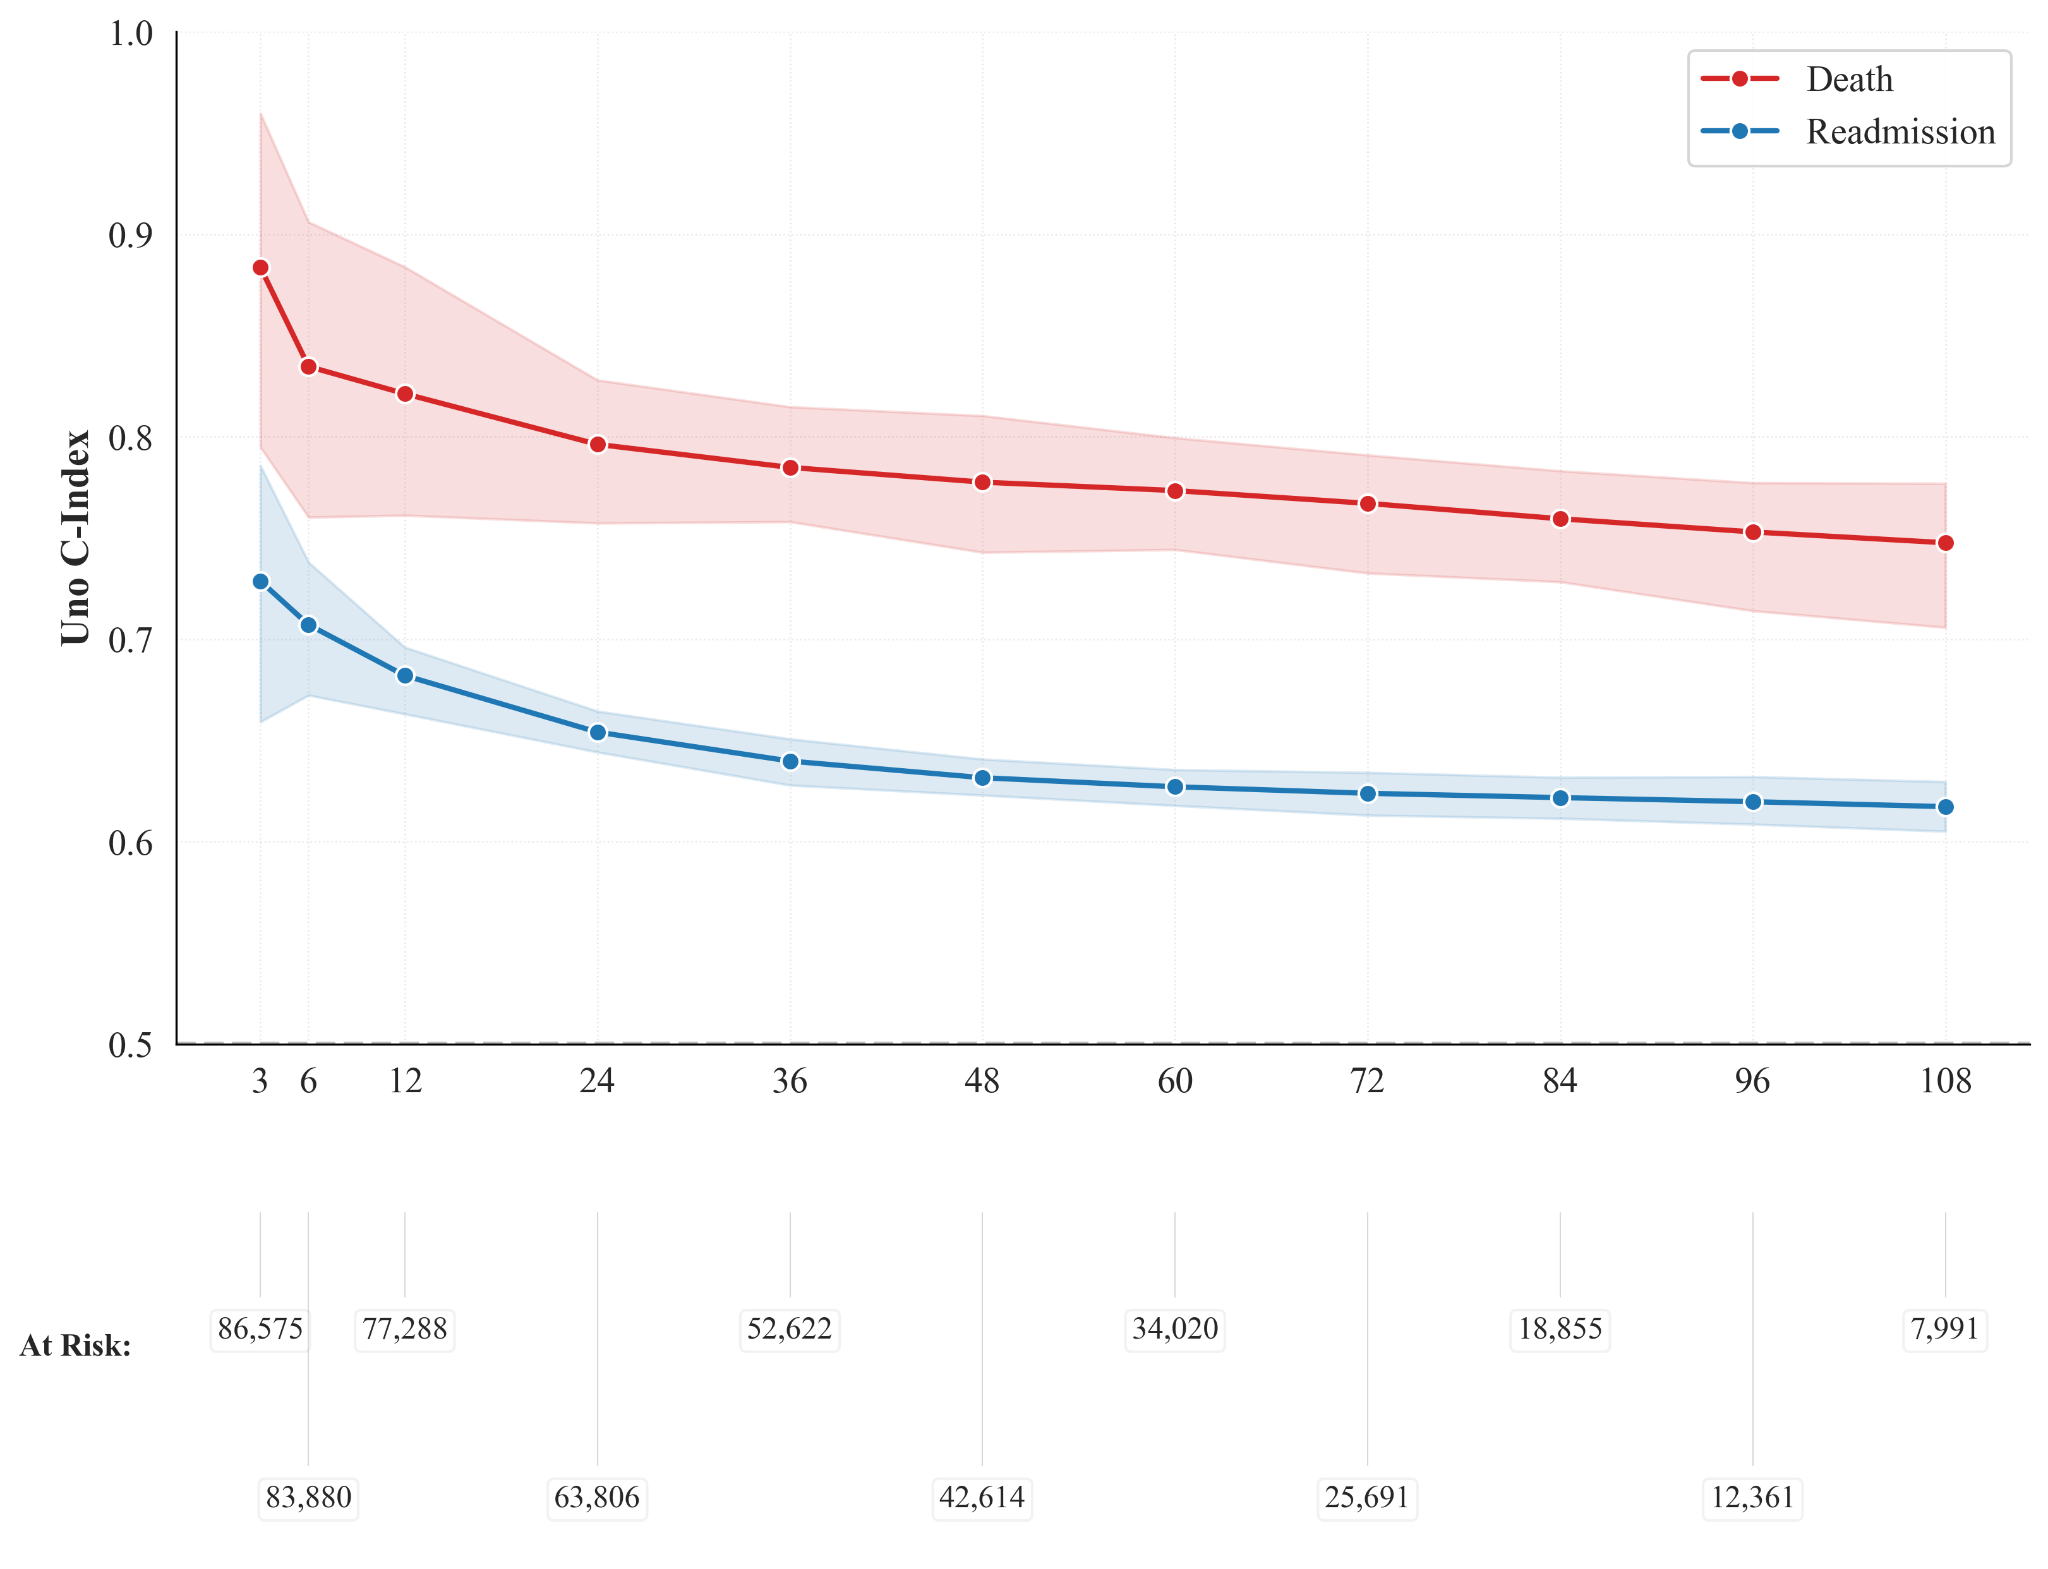 1.0
0.9
0.8
0.7
0.6
0.5
Uno C-Index
Death
Readmission
3 6 12 24 36 48 60 72 84 96 108
At Risk:
86,575 77,288 52,622 34,020 18,855 7,991
83,880 63,806 42,614 25,691 12,361